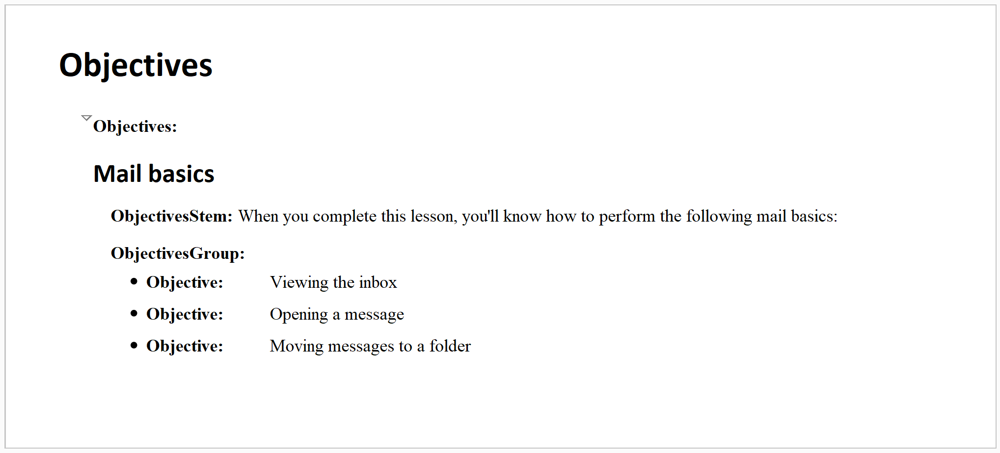 Objectives
Objectives:
Mail basics
ObjectivesStem: When you complete this lesson, you'll know how to perform the following mail basics:
ObjectivesGroup:
• Objective: Viewing the inbox
• Objective: Opening a message
• Objective: Moving messages to a folder